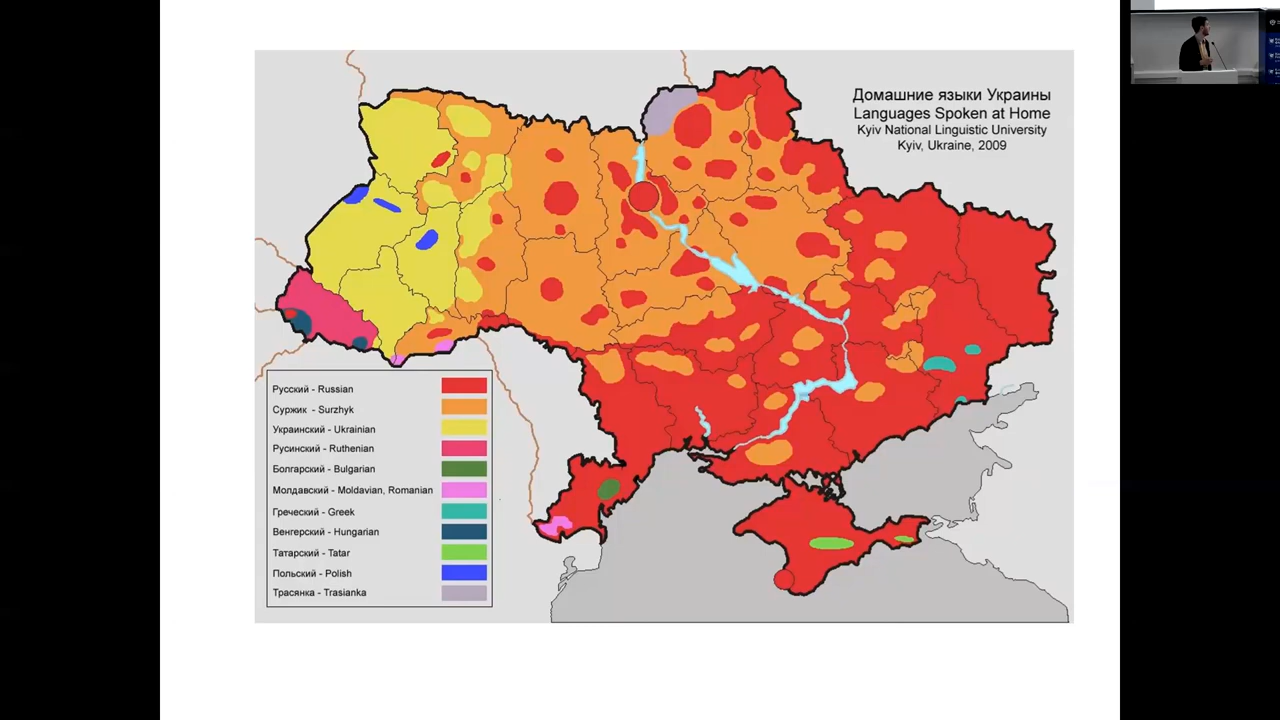 Домашние языки Украины
Languages Spoken at Home
Kyiv National Linguistic University
Kyiv, Ukraine, 2009
Русский - Russian
Суржик - Surzhyk
Украинский - Ukrainian
Русинский - Ruthenian
Болгарский - Bulgarian
Молдавский - Moldavian, Romanian
Греческий - Greek
Венгерский - Hungarian
Татарский - Tatar
Польский - Polish
Трасянка - Trasianka